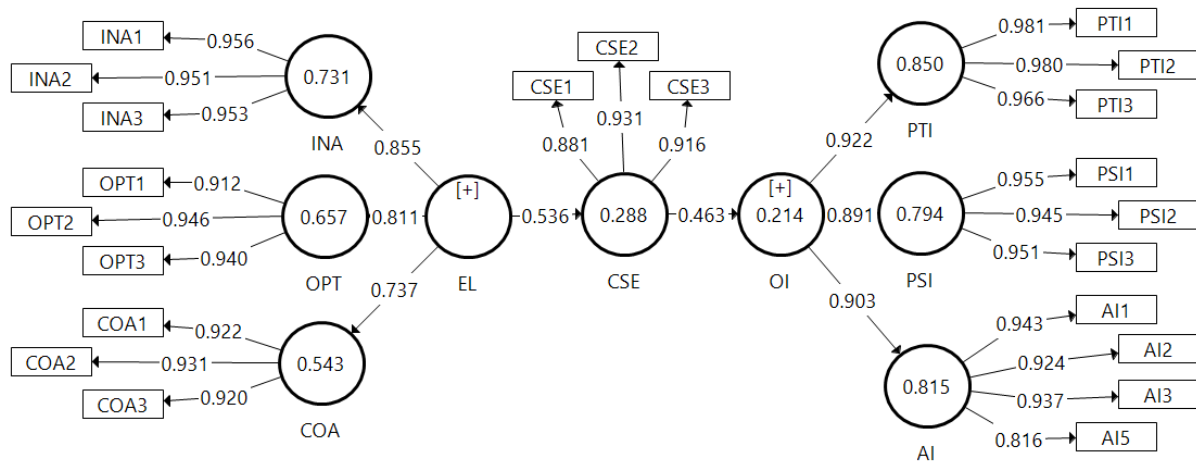 INA1
0.956
INA2
0.951
INA3
0.953
0.731
INA
0.855
OPT1
0.912
OPT2
0.946
OPT3
0.940
0.657
OPT
0.811
COA1
0.922
COA2
0.931
COA3
0.920
0.543
COA
0.737
[+]
EL
0.536
CSE1
CSE2
CSE3
0.881
0.931
0.916
0.288
CSE
0.463
[+]
0.214
OI
0.922
0.891
0.903
0.850
PTI
0.981
PTI1
0.980
PTI2
0.966
PTI3
0.794
PSI
0.955
PSI1
0.945
PSI2
0.951
PSI3
0.815
AI
0.943
AI1
0.924
AI2
0.937
AI3
0.816
AI5